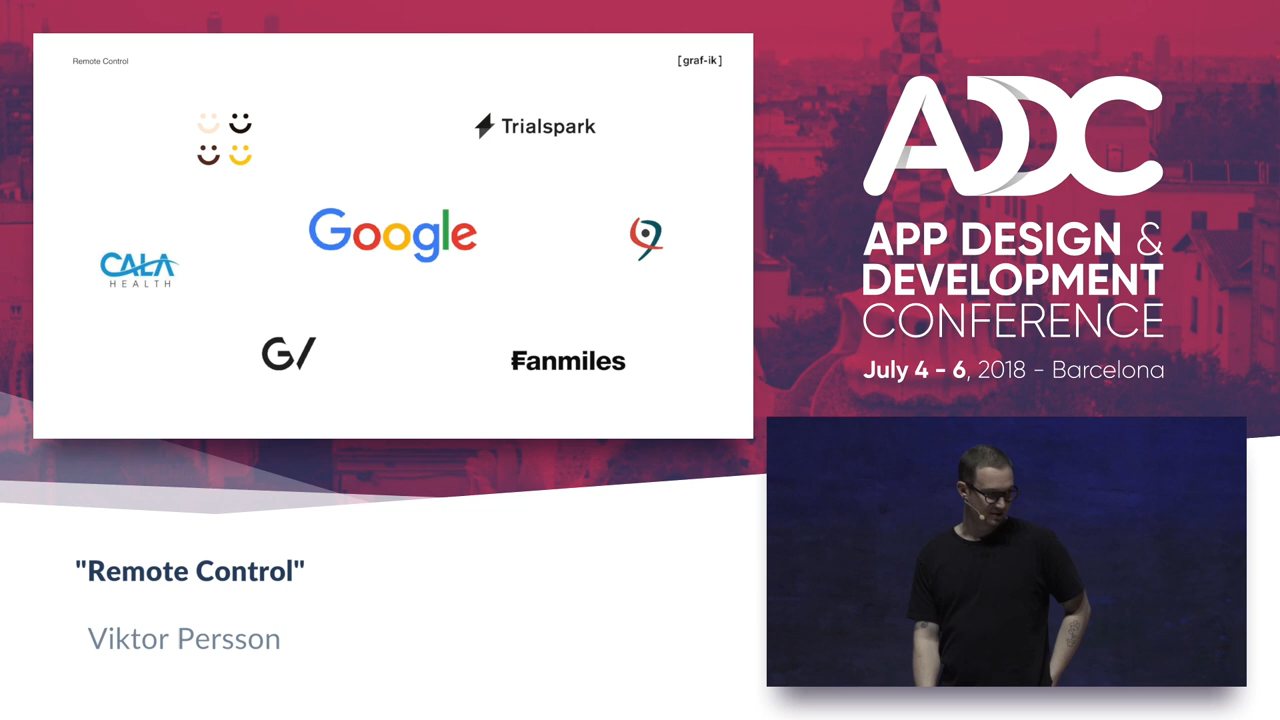 Remote Control
[graf-ik]
Trialspark
Google
CALA
HEALTH
G/
Fanmiles
ADC
APP DESIGN &
DEVELOPMENT
CONFERENCE
July 4 - 6, 2018 - Barcelona
"Remote Control"
Viktor Persson